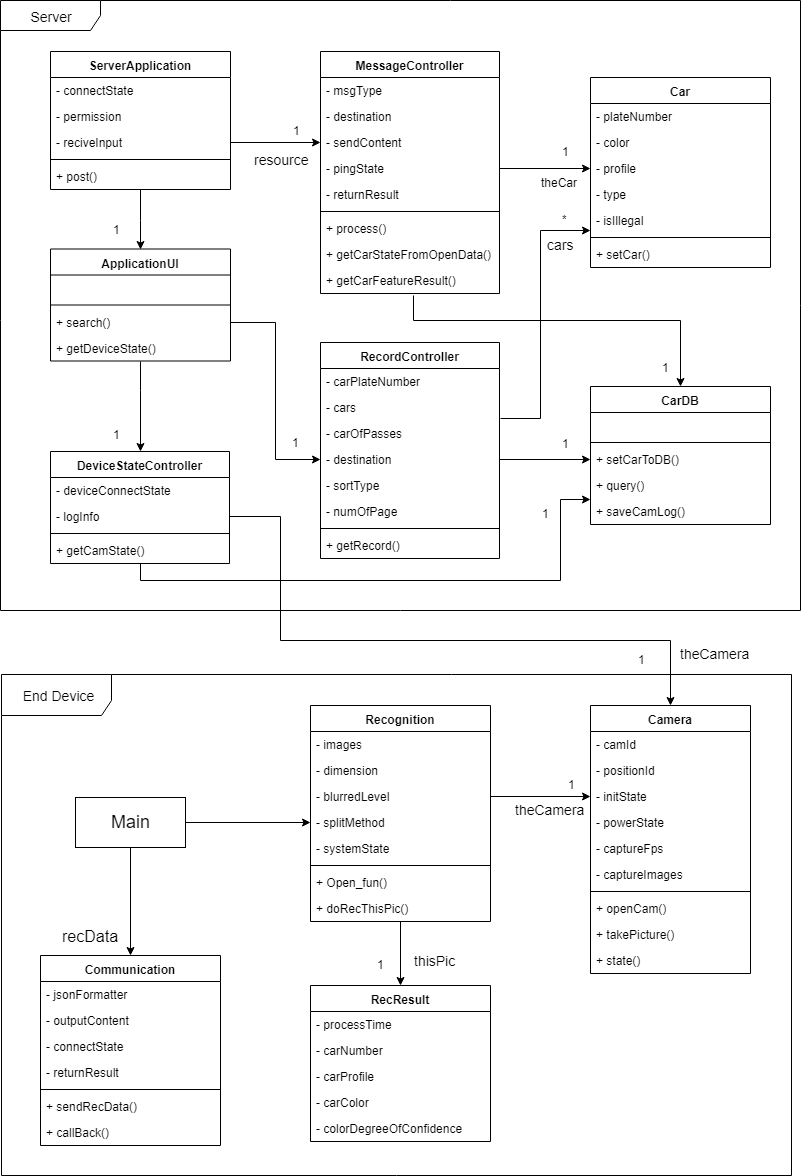 Server
ServerApplication
- connectState
- permission
- reciveInput
+ post()
1
resource
MessageController
- msgType
- destination
- sendContent
- pingState
- returnResult
+ process()
+ getCarStateFromOpenData()
+ getCarFeatureResult()
1
theCar
Car
- plateNumber
- color
- profile
- type
- isIllegal
+ setCar()
*
cars
1
ApplicationUI
+ search()
+ getDeviceState()
1
1
RecordController
- carPlateNumber
- cars
- carOfPasses
- destination
- sortType
- numOfPage
+ getRecord()
1
1
1
CarDB
+ setCarToDB()
+ query()
+ saveCamLog()
DeviceStateController
- deviceConnectState
- logInfo
+ getCamState()
1
theCamera
End Device
Main
recData
Recognition
- images
- dimension
- blurredLevel
- splitMethod
- systemState
+ Open_fun()
+ doRecThisPic()
1
theCamera
Camera
- camId
- positionId
- initState
- powerState
- captureFps
- captureImages
+ openCam()
+ takePicture()
+ state()
1
thisPic
Communication
- jsonFormatter
- outputContent
- connectState
- returnResult
+ sendRecData()
+ callBack()
RecResult
- processTime
- carNumber
- carProfile
- carColor
- colorDegreeOfConfidence